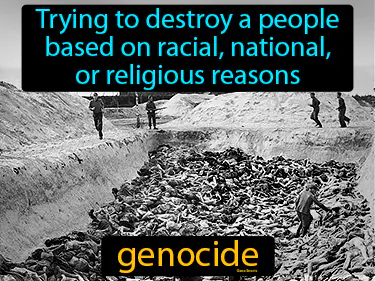 Trying to destroy a people
based on racial, national,
or religious reasons
genocide